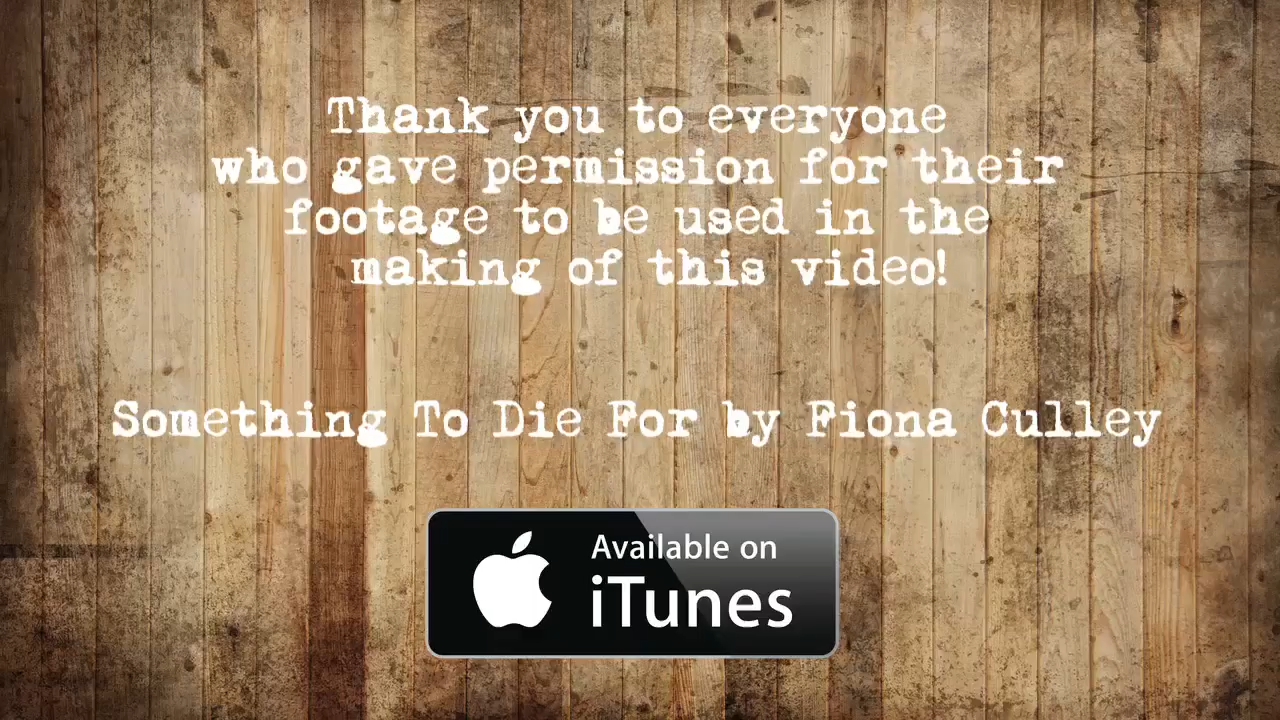 Thank you to everyone
who gave permission for their
footage to be used in the
making of this video!
Something To Die For by Fiona Culley
Available on
iTunes